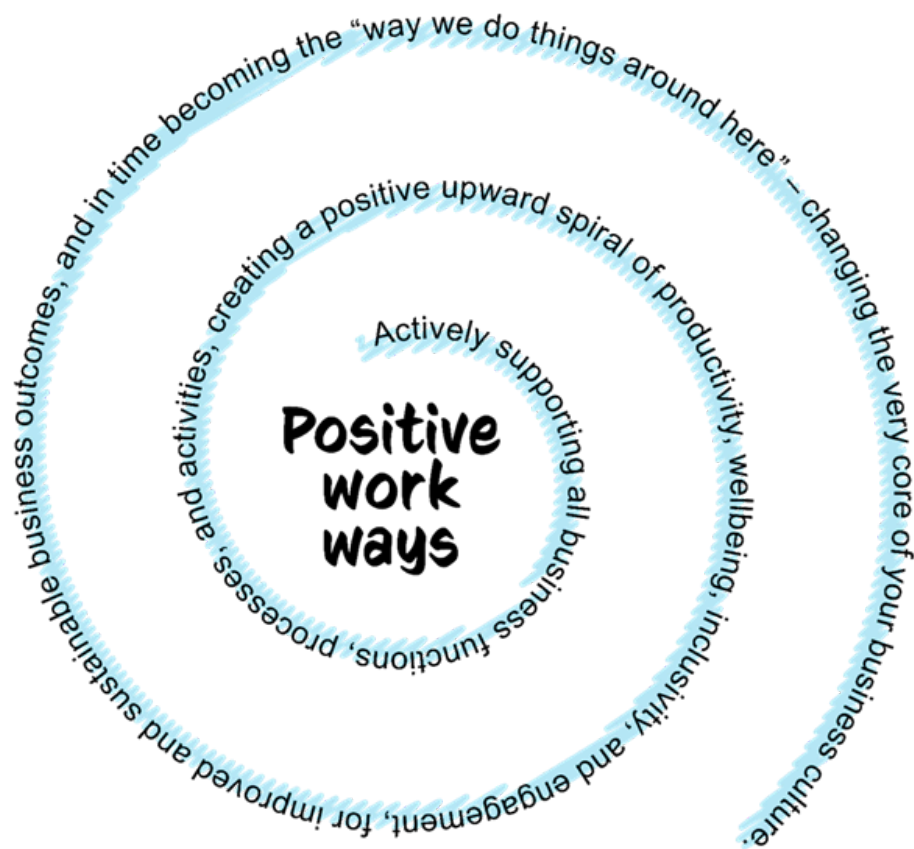 Positive
work
ways
Actively supporting all business functions, processes, and activities, creating a positive upward spiral of productivity, wellbeing, inclusivity, and engagement, for improved and sustainable business outcomes, and in time becoming the “way we do things around here” – changing the very core of your business culture.